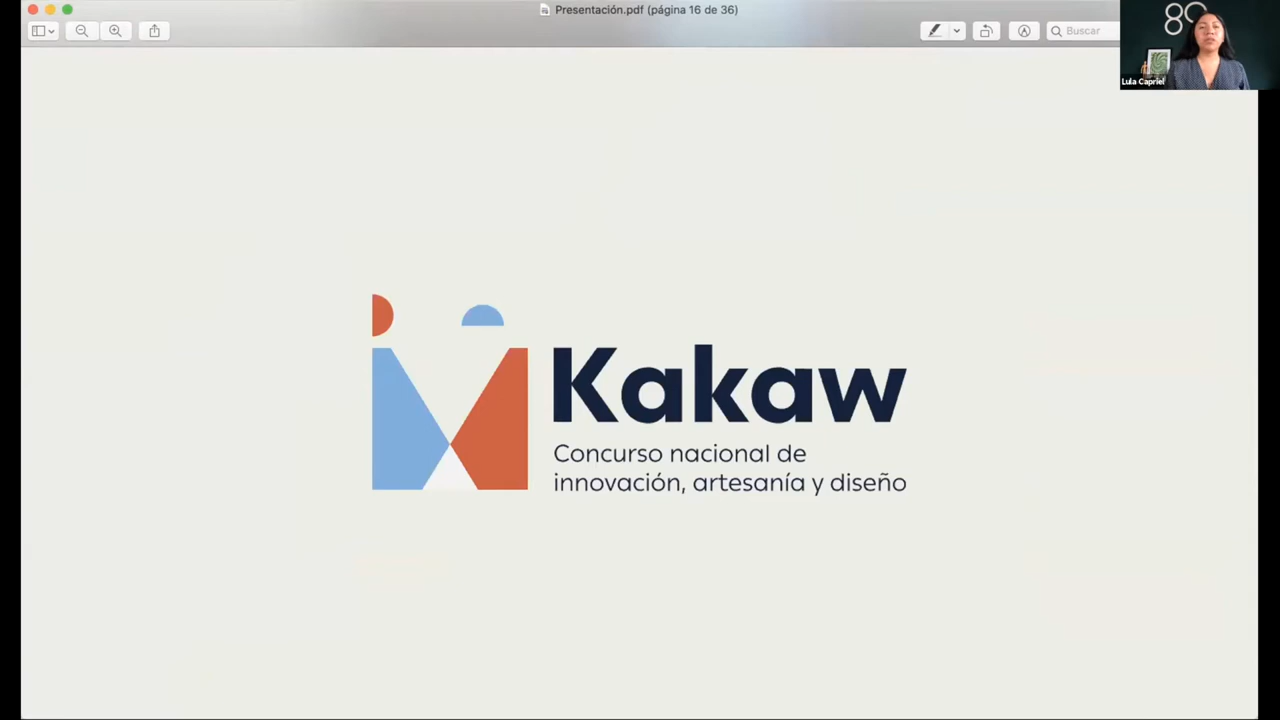 Presentación.pdf (página 16 de 36)
Buscar
Lula Capriel
Kakaw
Concurso nacional de
innovación, artesanía y diseño